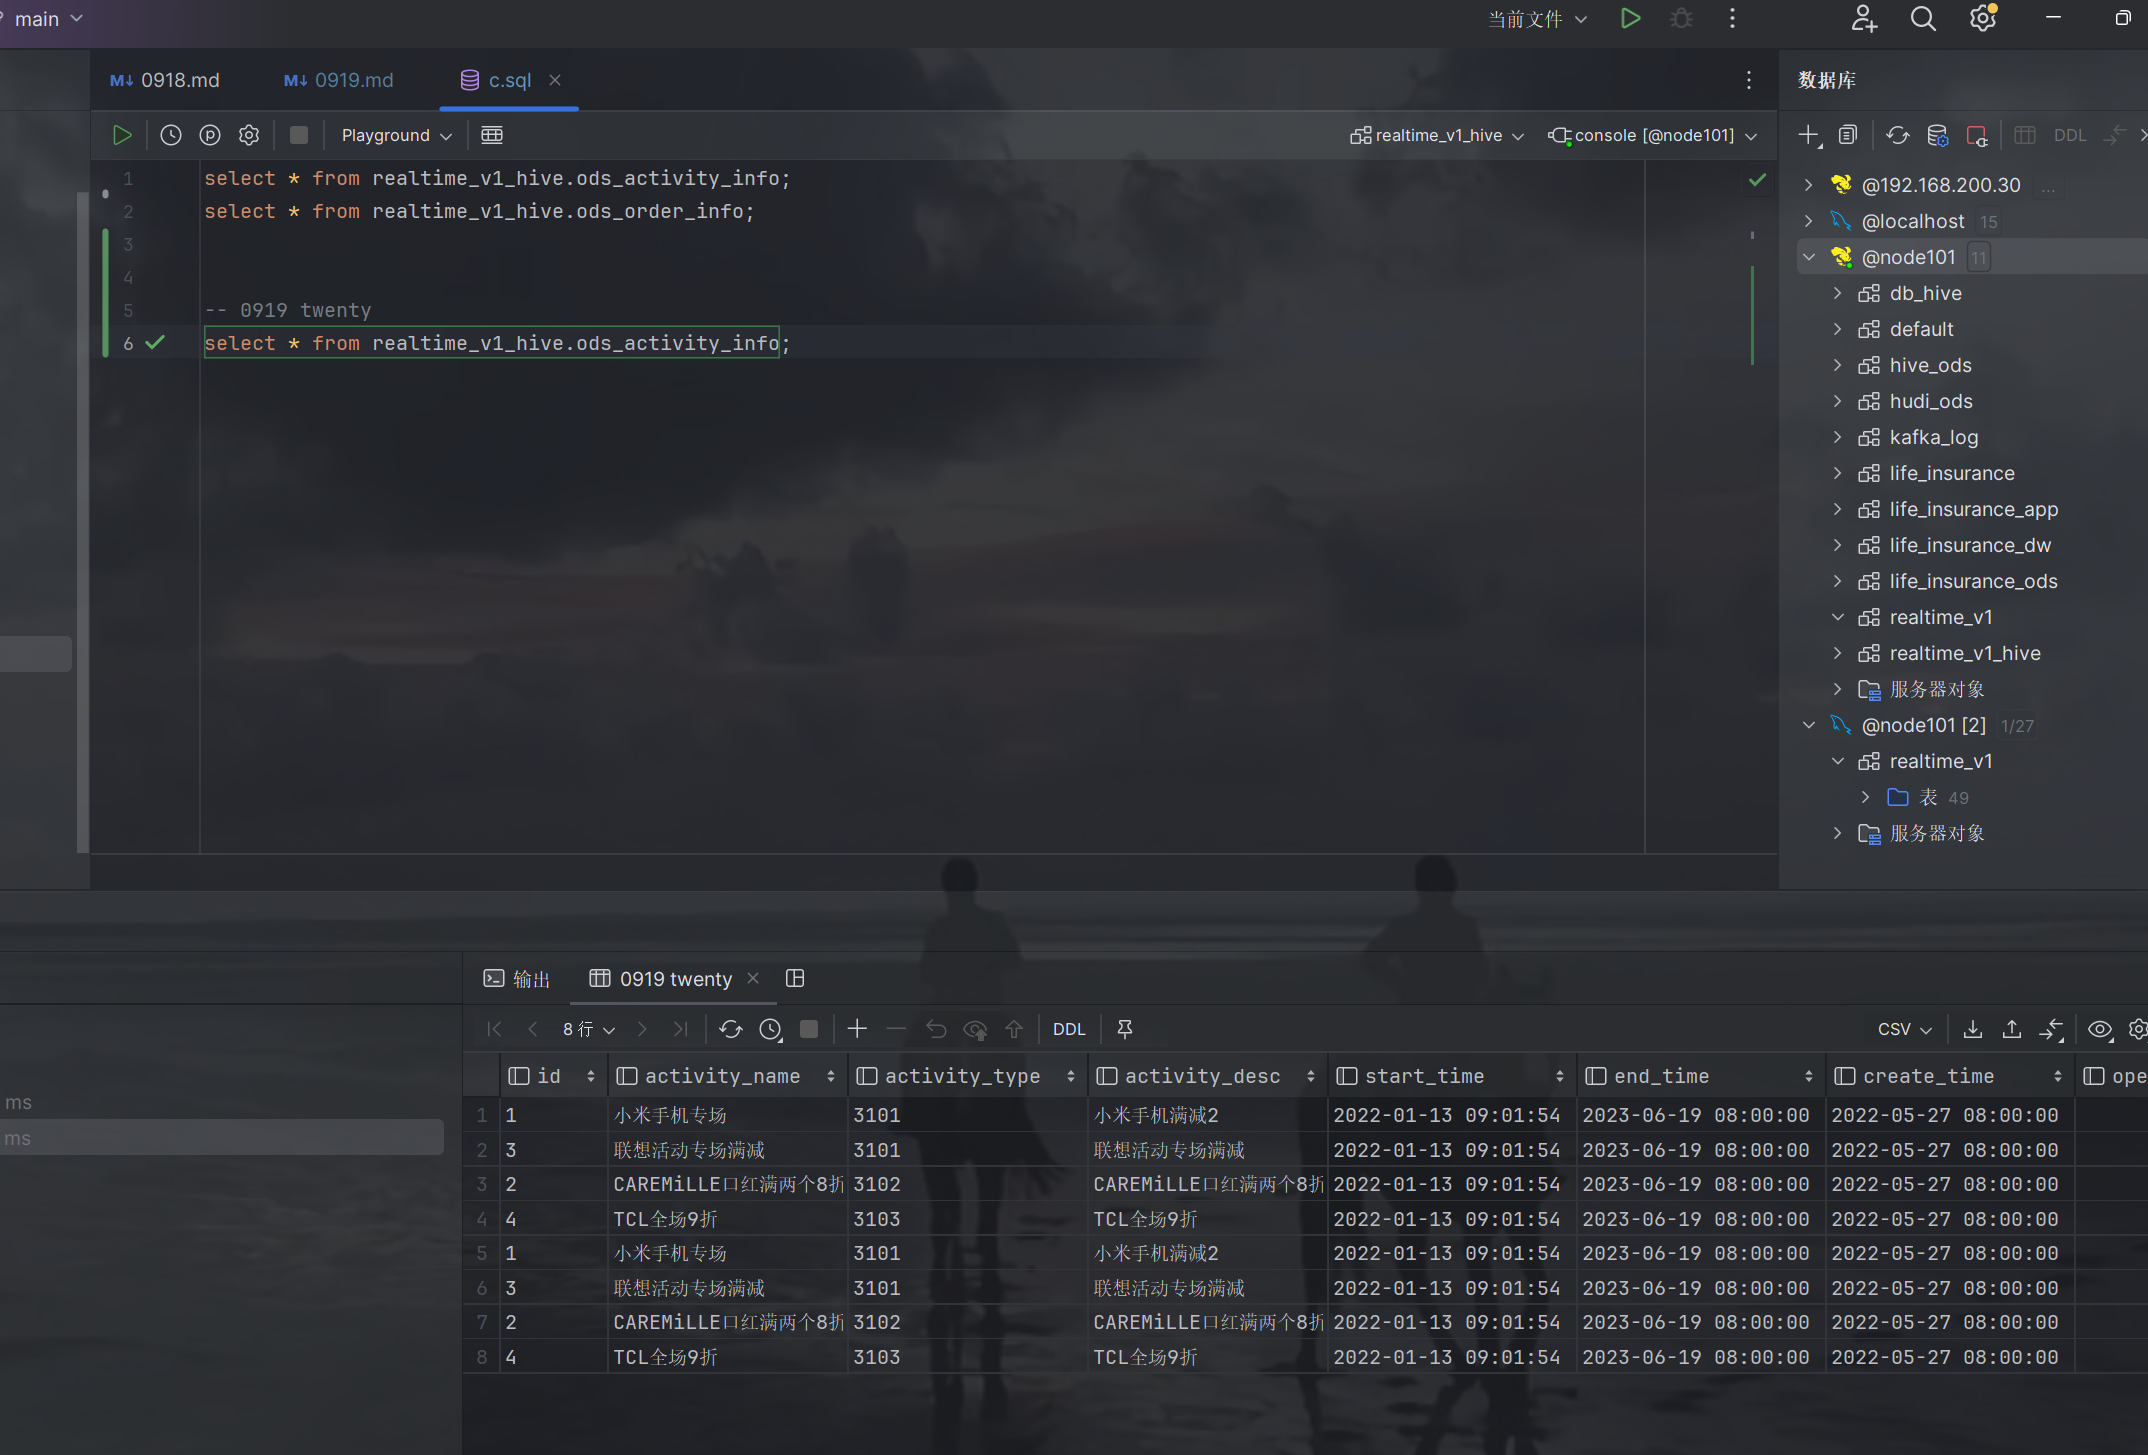 main
当前文件
0918.md
0919.md
c.sql
数据库
Playground
realtime_v1_hive
console [@node101]
DDL
1 select * from realtime_v1_hive.ods_activity_info;
2 select * from realtime_v1_hive.ods_order_info;
3
4
5 -- 0919 twenty
6 select * from realtime_v1_hive.ods_activity_info;
@192.168.200.30 ...
@localhost 15
@node101 11
db_hive
default
hive_ods
hudi_ods
kafka_log
life_insurance
life_insurance_app
life_insurance_dw
life_insurance_ods
realtime_v1
realtime_v1_hive
服务器对象
@node101 [2] 1/27
realtime_v1
表 49
服务器对象
输出
0919 twenty
8 行
DDL
CSV
ms
ms
id activity_name activity_type activity_desc start_time end_time create_time ope
1 1 小米手机专场 3101 小米手机满减2 2022-01-13 09:01:54 2023-06-19 08:00:00 2022-05-27 08:00:00
2 3 联想活动专场满减 3101 联想活动专场满减 2022-01-13 09:01:54 2023-06-19 08:00:00 2022-05-27 08:00:00
3 2 CAREMiLLE口红满两个8折 3102 CAREMiLLE口红满两个8折 2022-01-13 09:01:54 2023-06-19 08:00:00 2022-05-27 08:00:00
4 4 TCL全场9折 3103 TCL全场9折 2022-01-13 09:01:54 2023-06-19 08:00:00 2022-05-27 08:00:00
5 1 小米手机专场 3101 小米手机满减2 2022-01-13 09:01:54 2023-06-19 08:00:00 2022-05-27 08:00:00
6 3 联想活动专场满减 3101 联想活动专场满减 2022-01-13 09:01:54 2023-06-19 08:00:00 2022-05-27 08:00:00
7 2 CAREMiLLE口红满两个8折 3102 CAREMiLLE口红满两个8折 2022-01-13 09:01:54 2023-06-19 08:00:00 2022-05-27 08:00:00
8 4 TCL全场9折 3103 TCL全场9折 2022-01-13 09:01:54 2023-06-19 08:00:00 2022-05-27 08:00:00